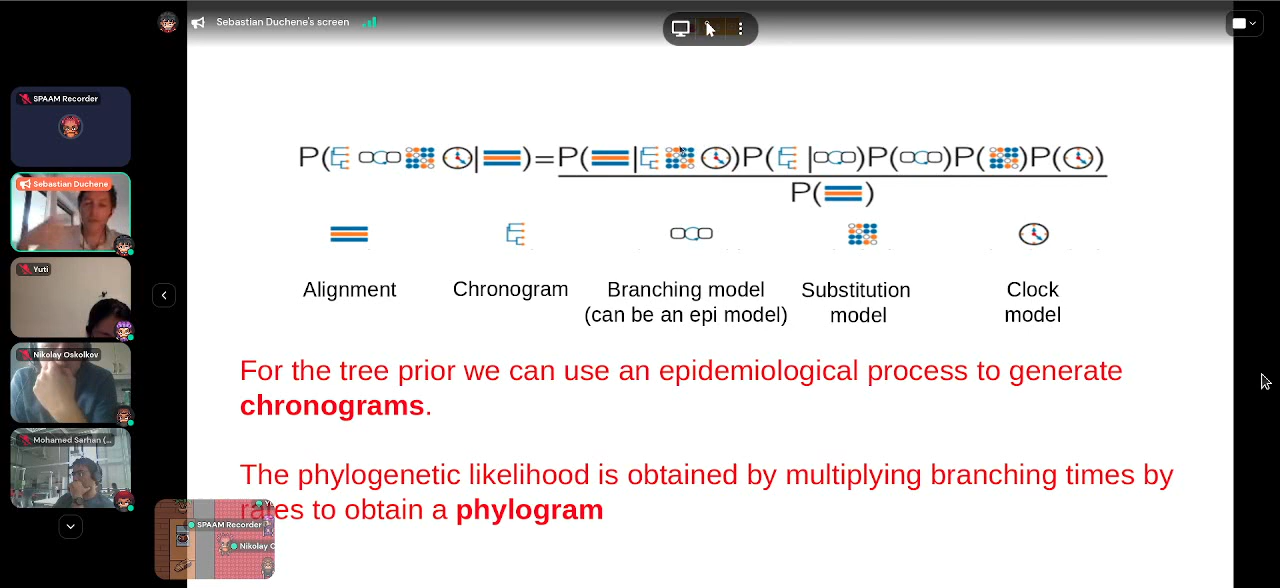 Sebastian Duchene's screen
SPAAM Recorder
Sebastian Duchene
Yuti
Nikolay Oskolkov
Mohamed Sarhan (...
P( | )=P( | )P( | )P( )P( )P( )
P( )
Alignment
Chronogram
Branching model
(can be an epi model)
Substitution
model
Clock
model
For the tree prior we can use an epidemiological process to generate
chronograms.
The phylogenetic likelihood is obtained by multiplying branching times by
rates to obtain a phylogram
SPAAM Recorder
Nikolay O